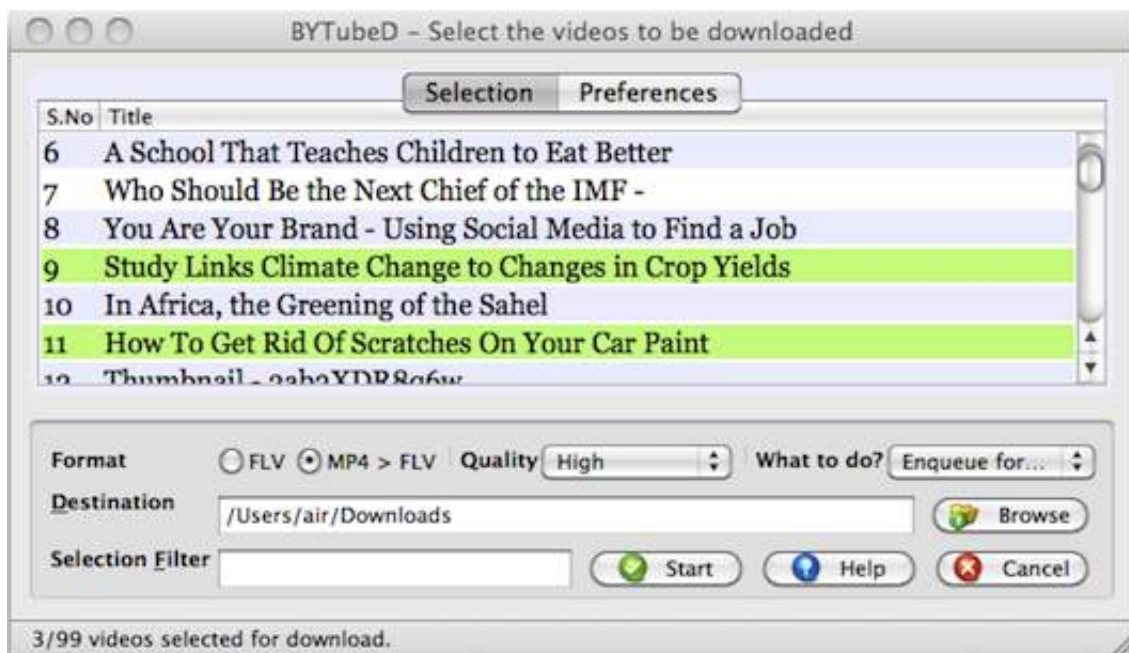 BYTubeD – Select the videos to be downloaded
Selection Preferences
S.No Title
6 A School That Teaches Children to Eat Better
7 Who Should Be the Next Chief of the IMF -
8 You Are Your Brand - Using Social Media to Find a Job
9 Study Links Climate Change to Changes in Crop Yields
10 In Africa, the Greening of the Sahel
11 How To Get Rid Of Scratches On Your Car Paint
12 Thumbnail -
Format FLV MP4 > FLV Quality High What to do? Enqueue for...
Destination /Users/air/Downloads Browse
Selection Filter Start Help Cancel
3/99 videos selected for download.